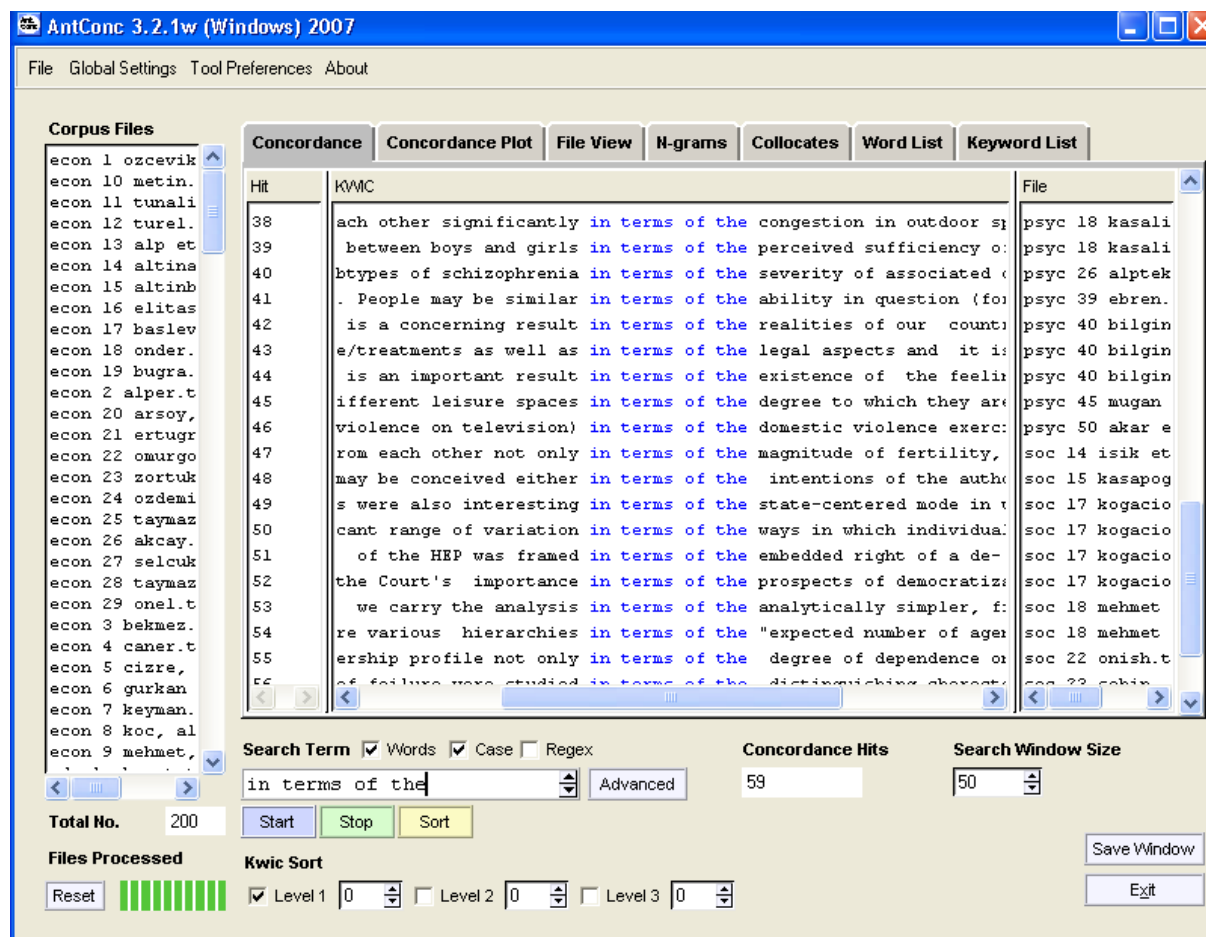 AntConc 3.2.1w (Windows) 2007
File Global Settings Tool Preferences About
Corpus Files
econ 1 ozcevik
econ 10 metin.
econ 11 tunali
econ 12 turel.
econ 13 alp et
econ 14 altina
econ 15 altinb
econ 16 elitas
econ 17 baslev
econ 18 onder.
econ 19 bugra.
econ 2 alper.t
econ 20 arsoy,
econ 21 ertugr
econ 22 omurgo
econ 23 zortuk
econ 24 ozdemi
econ 25 taymaz
econ 26 akcay.
econ 27 selcuk
econ 28 taymaz
econ 29 onel.t
econ 3 bekmez.
econ 4 caner.t
econ 5 cizre,
econ 6 gurkan
econ 7 keyman.
econ 8 koc, al
econ 9 mehmet,
Total No. 200
Files Processed
Reset
Concordance Concordance Plot File View N-grams Collocates Word List Keyword List
Hit KWIC File
38 ach other significantly in terms of the congestion in outdoor sp psyc 18 kasali
39 between boys and girls in terms of the perceived sufficiency o psyc 18 kasali
40 btypes of schizophrenia in terms of the severity of associated psyc 26 alptek
41 . People may be similar in terms of the ability in question (for psyc 39 ebren.
42 is a concerning result in terms of the realities of our count psyc 40 bilgin
43 e/treatments as well as in terms of the legal aspects and it is psyc 40 bilgin
44 is an important result in terms of the existence of the feelin psyc 40 bilgin
45 ifferent leisure spaces in terms of the degree to which they are psyc 45 mugan
46 violence on television) in terms of the domestic violence exerc psyc 50 akar e
47 rom each other not only in terms of the magnitude of fertility, soc 14 isik et
48 may be conceived either in terms of the intentions of the autho soc 15 kasapog
49 s were also interesting in terms of the state-centered mode in soc 17 kogacio
50 cant range of variation in terms of the ways in which individual soc 17 kogacio
51 of the HEP was framed in terms of the embedded right of a de- soc 17 kogacio
52 the Court's importance in terms of the prospects of democratiza soc 17 kogacio
53 we carry the analysis in terms of the analytically simpler, soc 18 mehmet
54 re various hierarchies in terms of the "expected number of agen soc 18 mehmet
55 ership profile not only in terms of the degree of dependence on soc 22 onish.t
56 of failure were studied in terms of the distinguishing
Search Term Words Case Regex Concordance Hits Search Window Size
in terms of the Advanced 59 50
Start Stop Sort
Kwic Sort
Level 1 0 Level 2 0 Level 3 0
Save Window
Exit